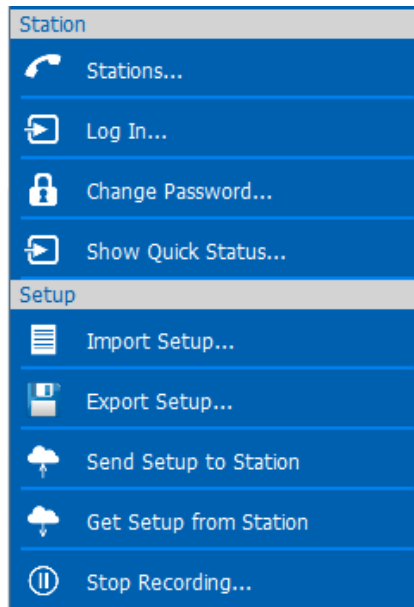 Station
Stations...
Log In...
Change Password...
Show Quick Status...
Setup
Import Setup...
Export Setup...
Send Setup to Station
Get Setup from Station
Stop Recording...